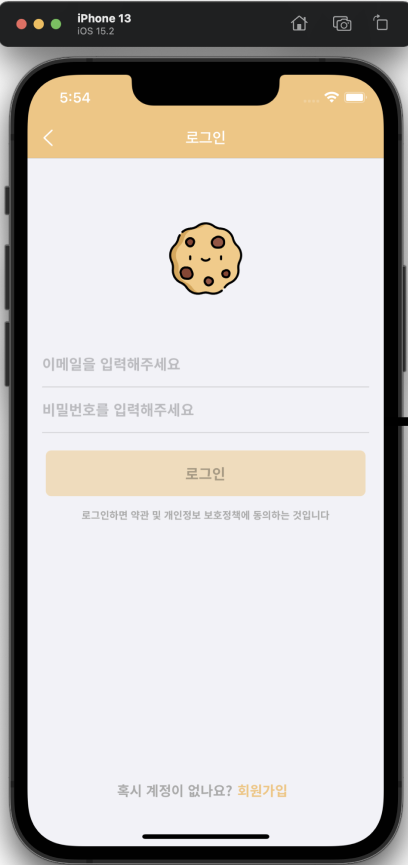 iPhone 13
iOS 15.2
5:54
로그인
이메일을 입력해주세요
비밀번호를 입력해주세요
로그인
로그인하면 약관 및 개인정보 보호정책에 동의하는 것입니다
혹시 계정이 없나요? 회원가입